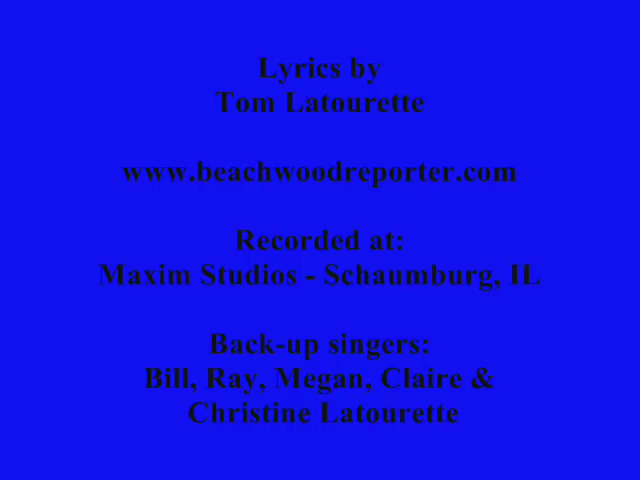 Lyrics by
Tom Latourette
www.beachwoodreporter.com
Recorded at:
Maxim Studios - Schaumburg, IL
Back-up singers:
Bill, Ray, Megan, Claire &
Christine Latourette